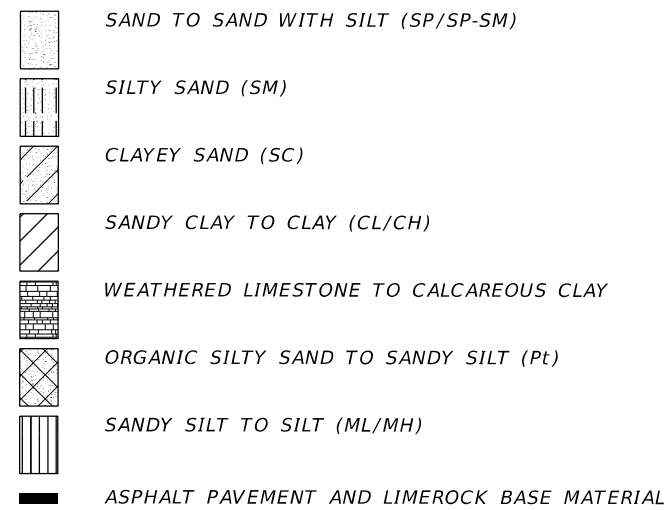 SAND TO SAND WITH SILT (SP/SP-SM)
SILTY SAND (SM)
CLAYEY SAND (SC)
SANDY CLAY TO CLAY (CL/CH)
WEATHERED LIMESTONE TO CALCAREOUS CLAY
ORGANIC SILTY SAND TO SANDY SILT (Pt)
SANDY SILT TO SILT (ML/MH)
ASPHALT PAVEMENT AND LIMEROCK BASE MATERIAL